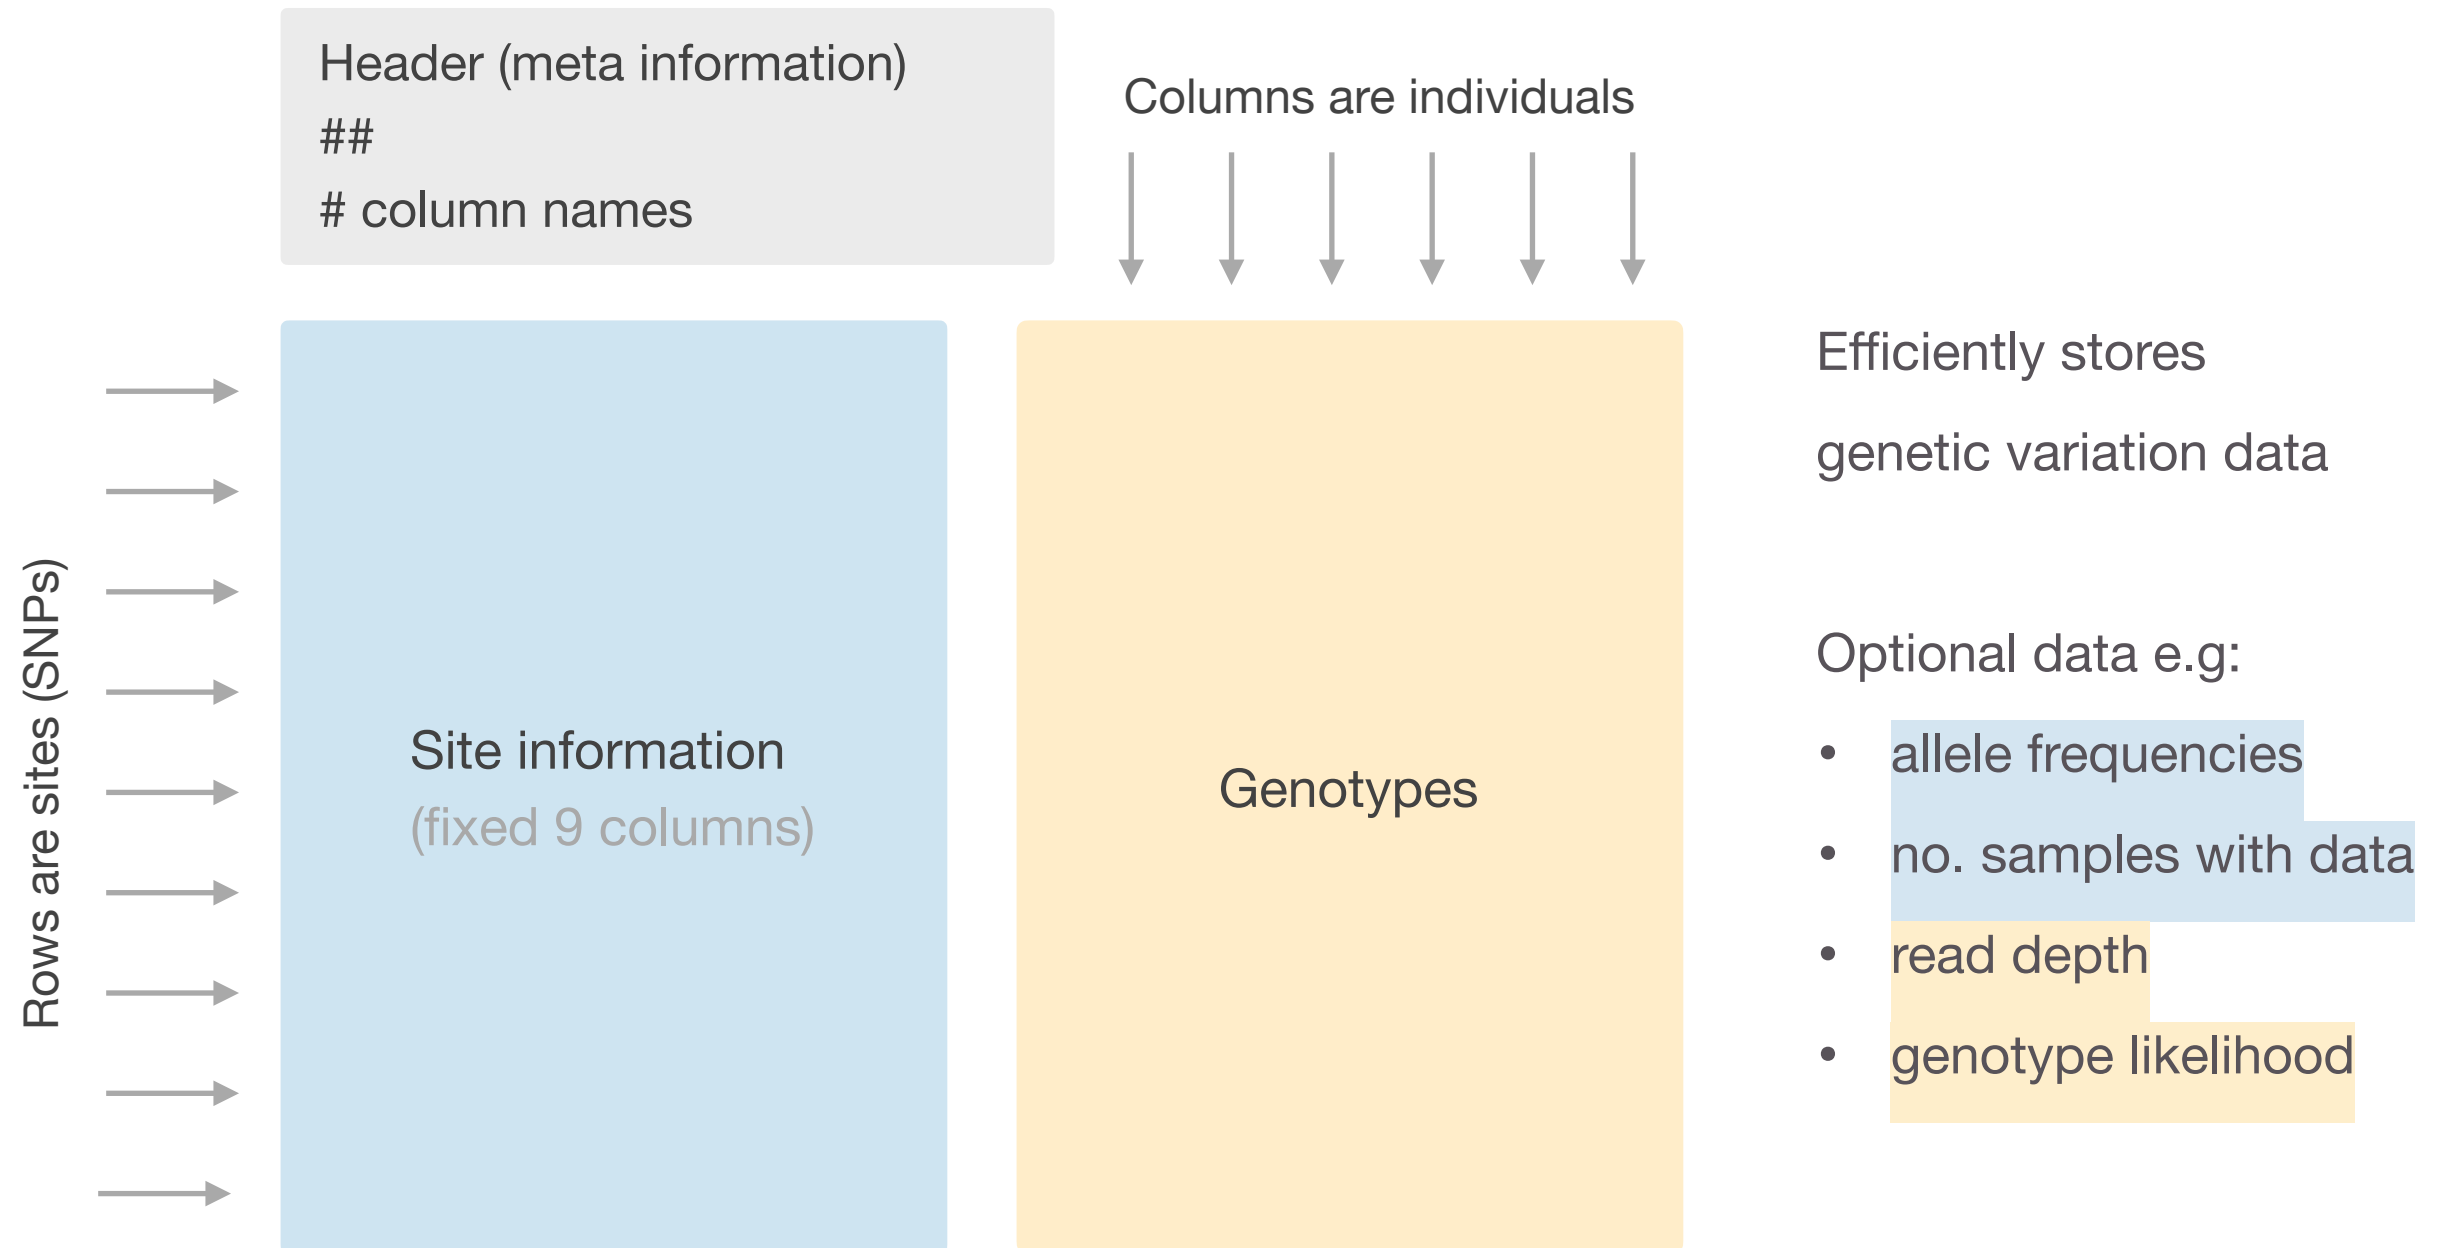 Header (meta information)
##
# column names
Columns are individuals
Rows are sites (SNPs)
Site information
(fixed 9 columns)
Genotypes
Efficiently stores
genetic variation data
Optional data e.g:
• allele frequencies
• no. samples with data
• read depth
• genotype likelihood